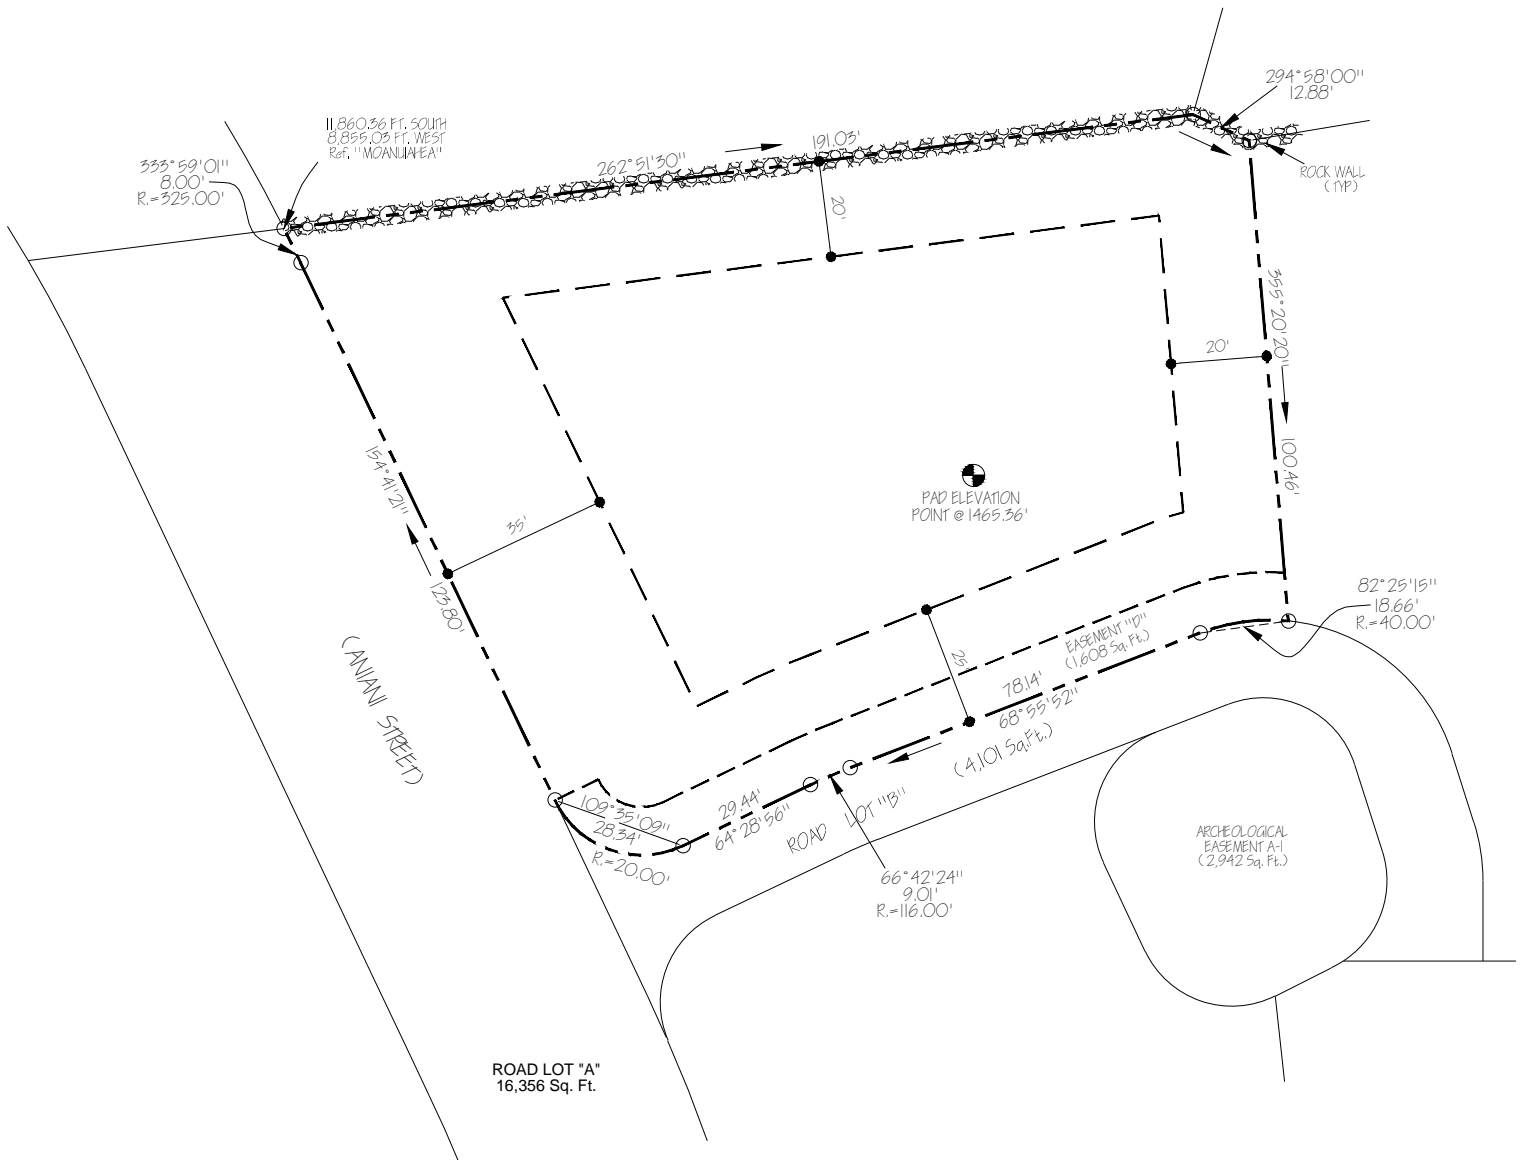 294°58'00"
12.88'
11,860.36 FT. SOUTH
8,855.03 FT. WEST
Ref. "MOANUIAHEA"
333°59'01"
8.00'
R.=325.00'
262°51'30"
191.03'
ROCK WALL
(TYP.)
20'
355°20'20"
20'
100.46'
154°41'21"
123.80'
35'
PAD ELEVATION
POINT @ 1465.36'
82°25'15"
18.66'
R.=40.00'
EASEMENT "D"
(1,608 Sq. Ft.)
25'
78.14'
68°55'52"
(4,101 Sq.Ft.)
(ANIANI STREET)
109°35'09"
28.34'
R.=20.00'
29.44'
64°28'56"
ROAD LOT "B"
66°42'24"
9.01'
R.=116.00'
ARCHEOLOGICAL
EASEMENT A-1
(2,942 Sq. Ft.)
ROAD LOT "A"
16,356 Sq. Ft.